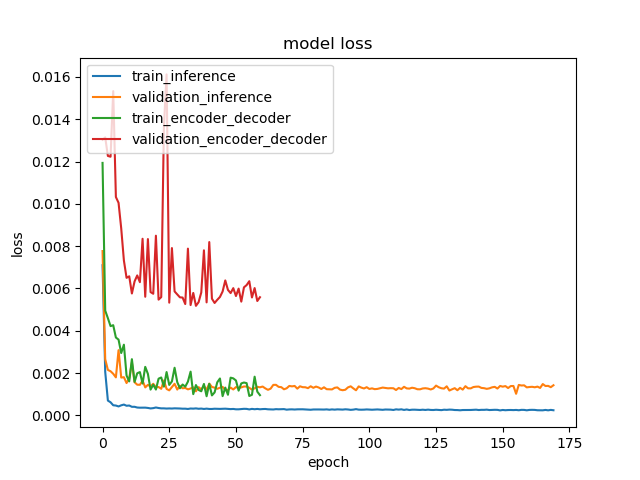 model loss
train_inference
validation_inference
train_encoder_decoder
validation_encoder_decoder
0.016
0.014
0.012
0.010
0.008
0.006
0.004
0.002
0.000
loss
0 25 50 75 100 125 150 175
epoch